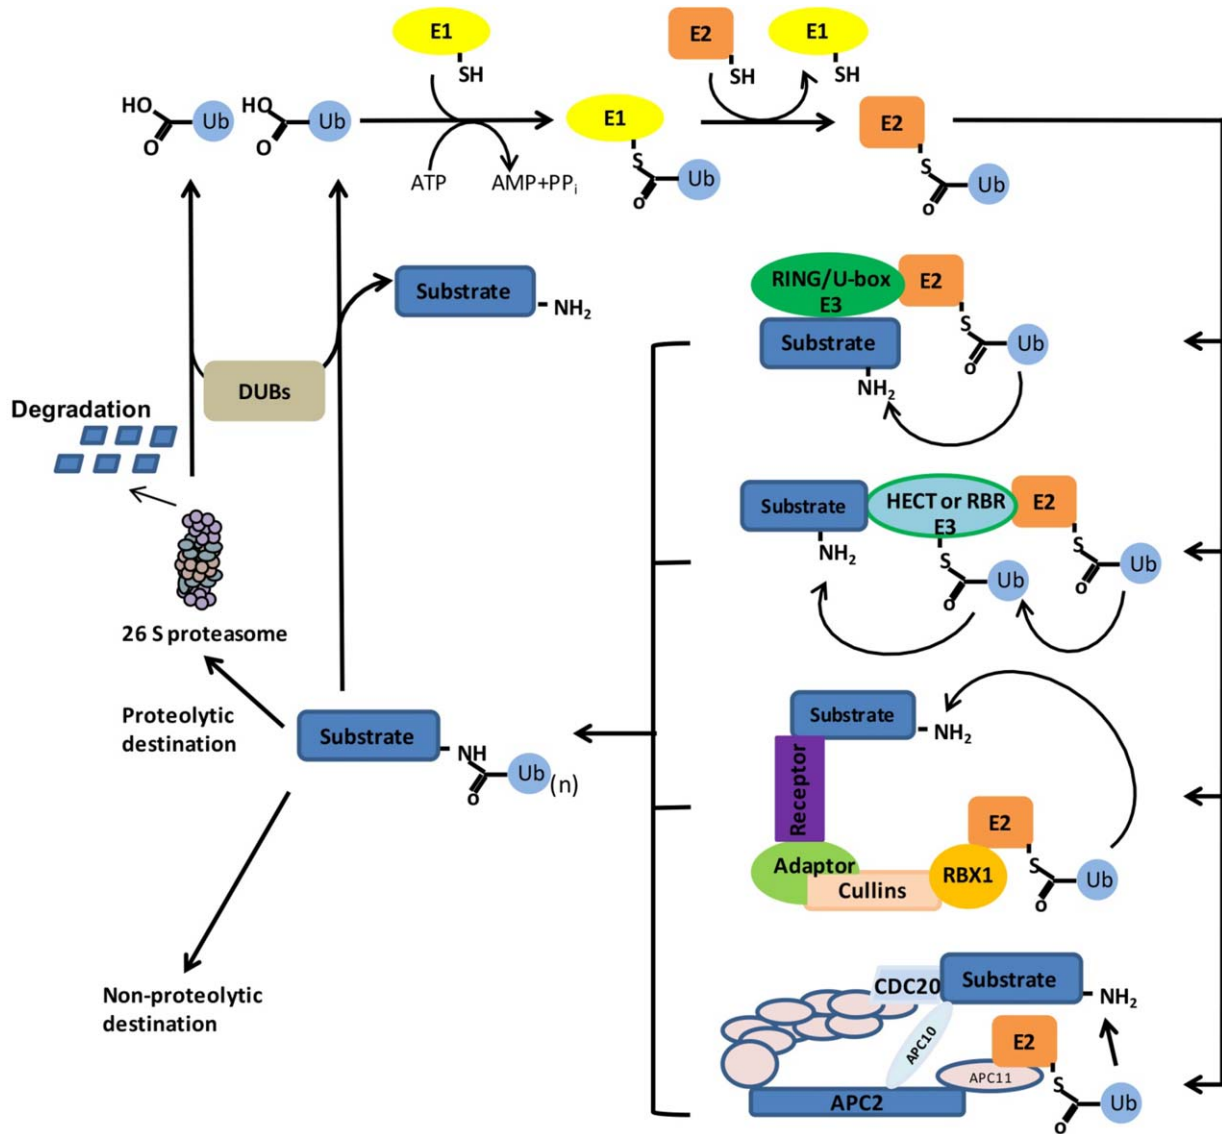 E1
SH
E2
SH
E1
SH
HO
O
Ub
HO
O
Ub
ATP
AMP+PPi
E1
S
O
Ub
E2
S
O
Ub
Substrate
NH2
DUBs
Degradation
26 S proteasome
Proteolytic
destination
Substrate
NH
O
Ub
(n)
Non-proteolytic
destination
RING/U-box
E3
E2
S
O
Ub
Substrate
NH2
Substrate
NH2
HECT or RBR
E3
S
O
Ub
E2
S
O
Ub
Substrate
NH2
Receptor
Adaptor
Cullins
RBX1
E2
S
O
Ub
CDC20
Substrate
NH2
APC10
E2
APC11
APC2
S
O
Ub